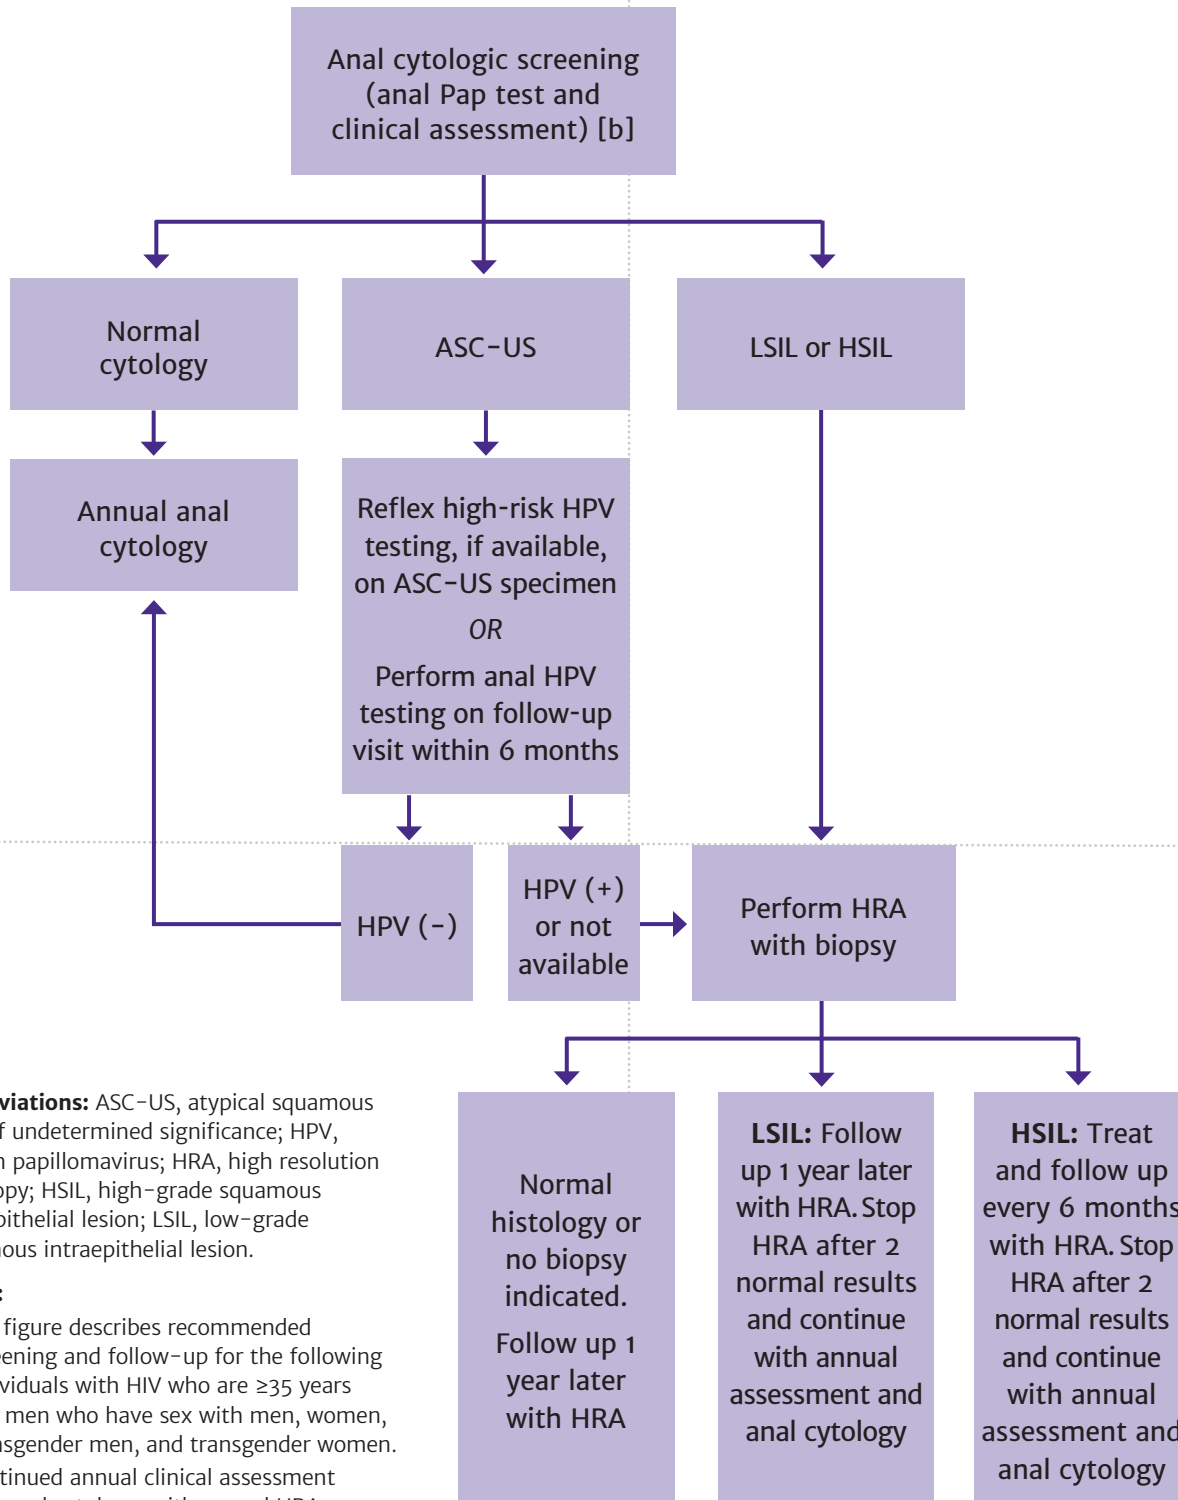 Anal cytologic screening
(anal Pap test and
clinical assessment) [b]
Normal
cytology
ASC-US
LSIL or HSIL
Annual anal
cytology
Reflex high-risk HPV
testing, if available,
on ASC-US specimen
OR
Perform anal HPV
testing on follow-up
visit within 6 months
HPV (-)
HPV (+)
or not
available
Perform HRA
with biopsy
Normal
histology or
no biopsy
indicated.
Follow up 1
year later
with HRA
LSIL: Follow
up 1 year later
with HRA. Stop
HRA after 2
normal results
and continue
with annual
assessment and
anal cytology
HSIL: Treat
and follow up
every 6 months
with HRA. Stop
HRA after 2
normal results
and continue
with annual
assessment and
anal cytology
viations: ASC-US, atypical squamous
f undetermined significance; HPV,
n papillomavirus; HRA, high resolution
opy; HSIL, high-grade squamous
pithelial lesion; LSIL, low-grade
ous intraepithelial lesion.
:
figure describes recommended
eening and follow-up for the following
viduals with HIV who are ≥35 years
men who have sex with men, women,
nsgender men, and transgender women.
tinued annual clinical assessment